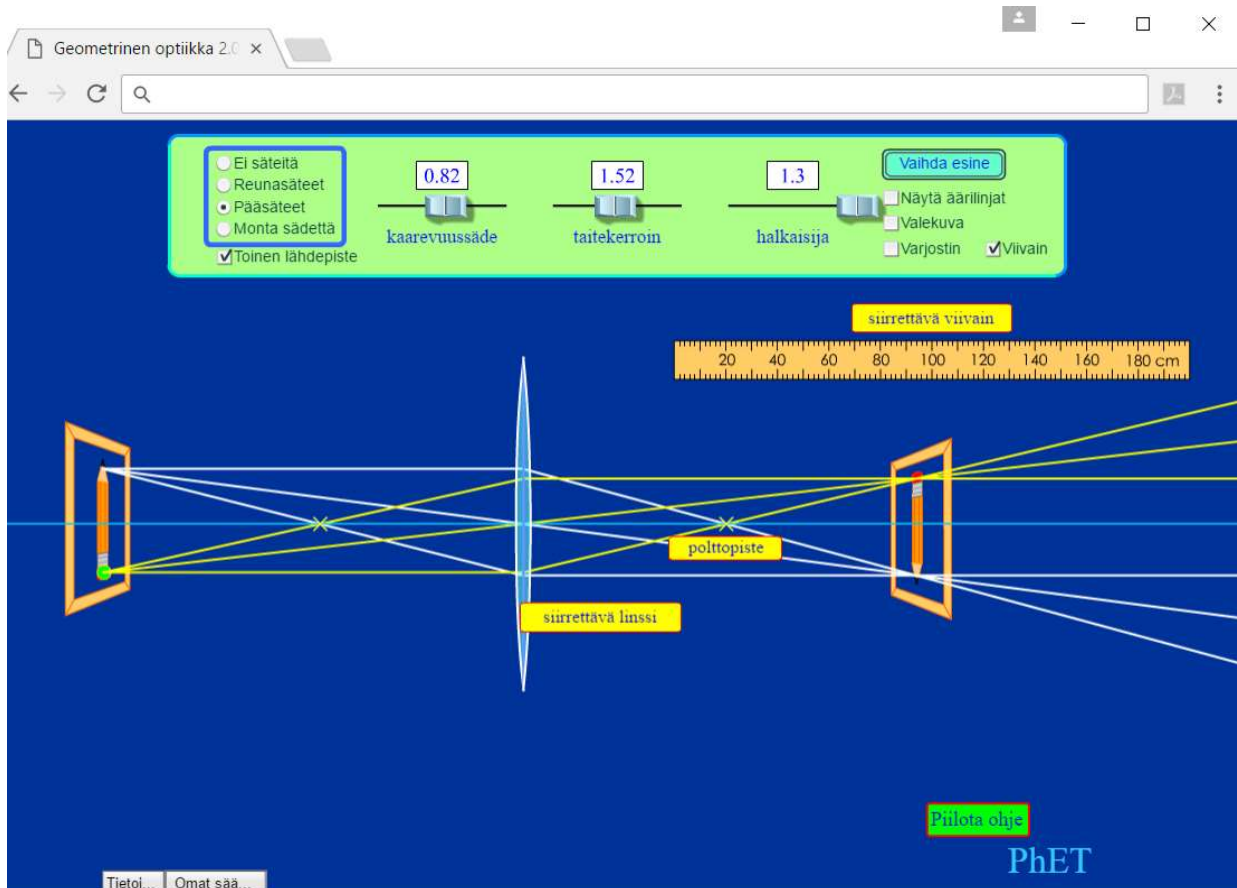 Geometrinen optiikka 2.0
Ei säteitä
Reunasäteet
Pääsäteet
Monta sädettä
Toinen lähdepiste
0.82
kaarevuussäde
1.52
taitekerroin
1.3
halkaisija
Vaihda esine
Näytä äärilinjat
Valekuva
Varjostin
Viivain
siirrettävä viivain
20 40 60 80 100 120 140 160 180 cm
polttopiste
siirrettävä linssi
Piilota ohje
PhET
Tietoj...
Omat sää...